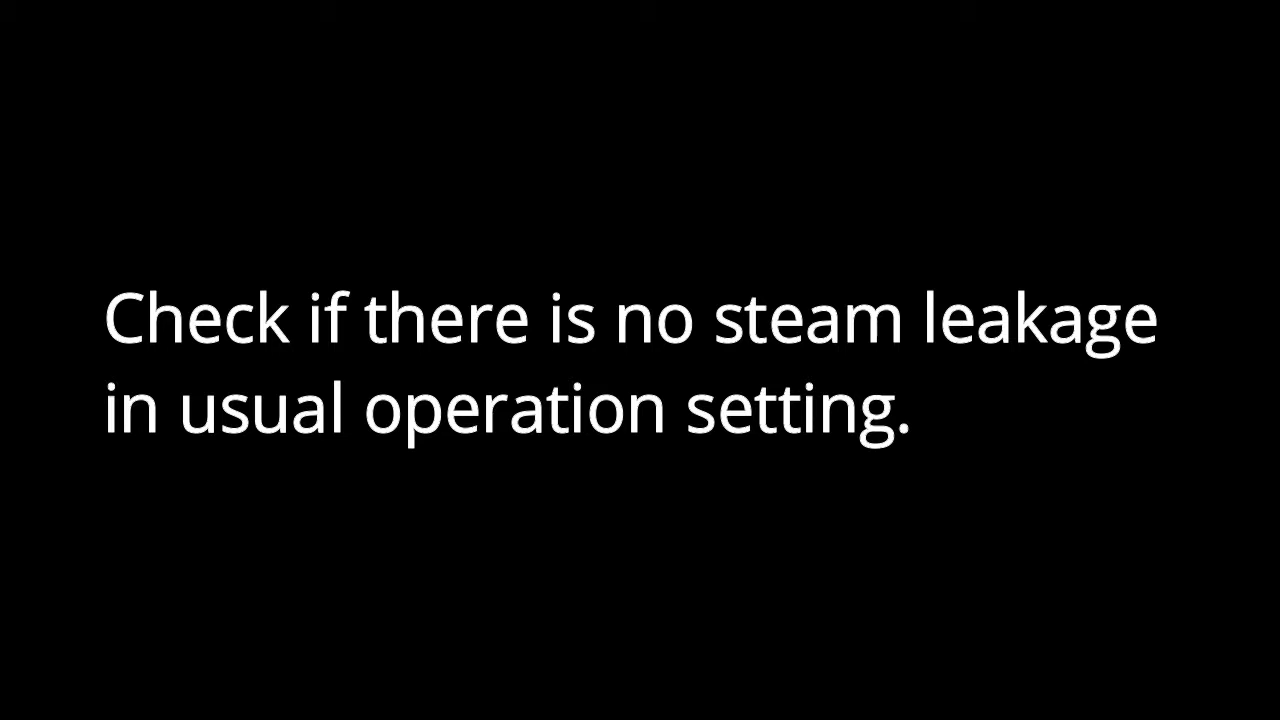 Check if there is no steam leakage
in usual operation setting.